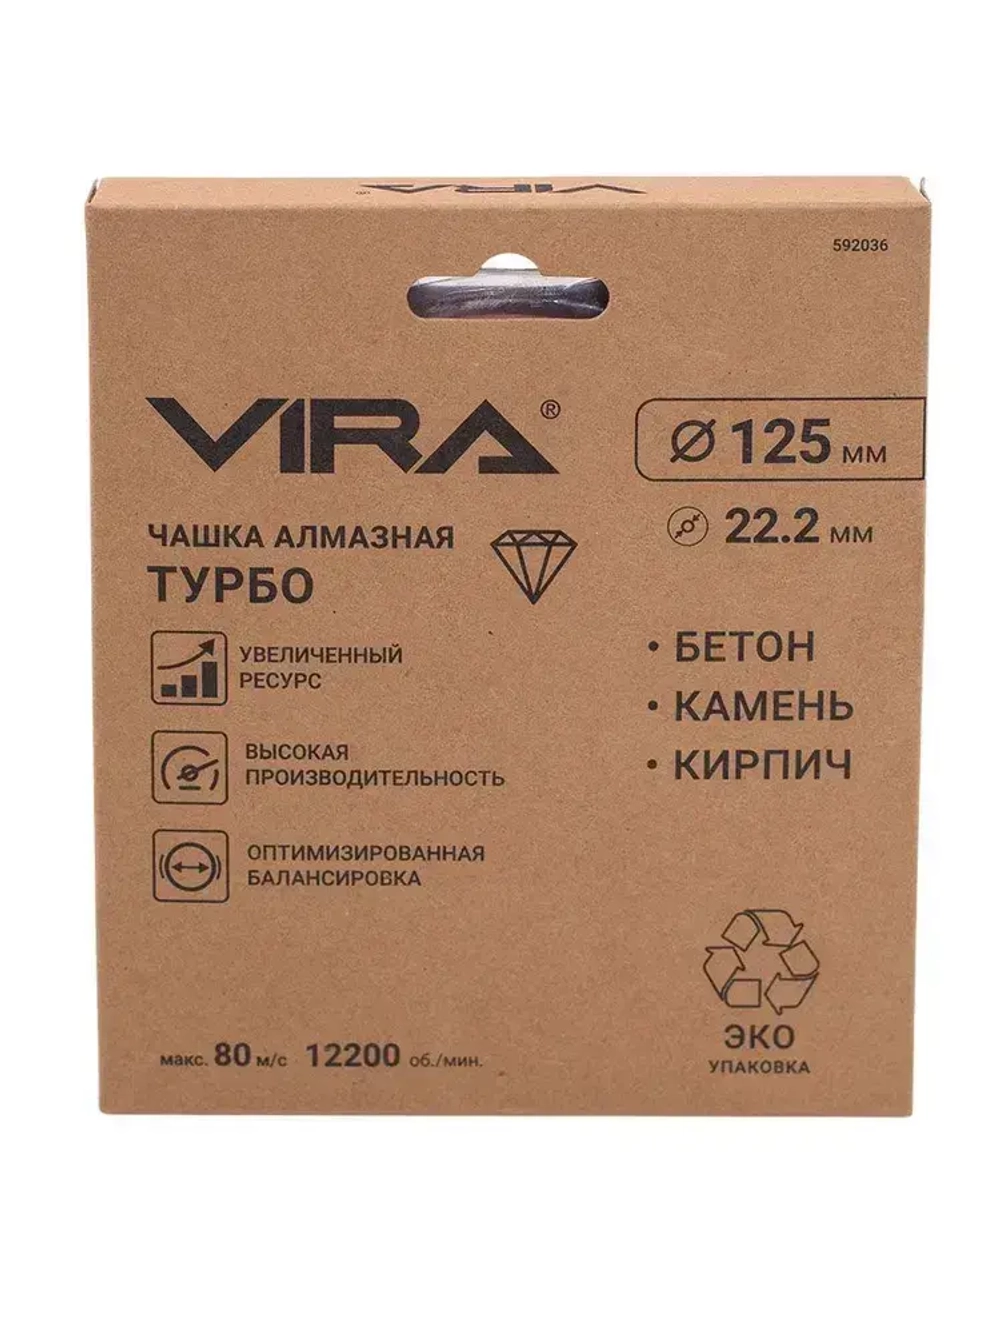 VIRA®
592036
VIRA®
Ø 125 мм
22.2 мм
ЧАШКА АЛМАЗНАЯ
ТУРБО
УВЕЛИЧЕННЫЙ
РЕСУРС
ВЫСОКАЯ
ПРОИЗВОДИТЕЛЬНОСТЬ
ОПТИМИЗИРОВАННАЯ
БАЛАНСИРОВКА
• БЕТОН
• КАМЕНЬ
• КИРПИЧ
макс. 80 м/с 12200 об./мин.
ЭКО
УПАКОВКА